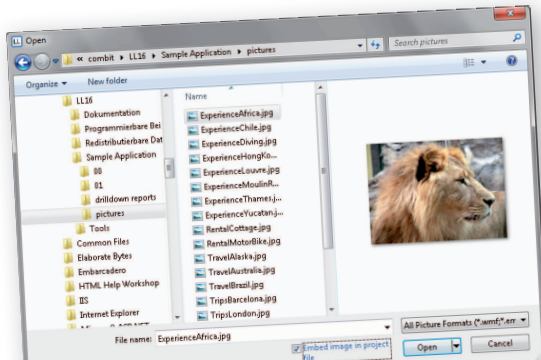 LL Open
« combit LL16 Sample Application pictures
Search pictures
Organize New folder
LL16
Dokumentation
Programmierbare Bei
Redistributierbare Dat
Sample Application
00
01
drilldown reports
pictures
Tools
Common Files
Elaborate Bytes
Embarcadero
HTML Help Workshop
IIS
Internet Explorer
Name
ExperienceAfrica.jpg
ExperienceChile.jpg
ExperienceDiving.jpg
ExperienceHongKo...
ExperienceLouvre.jpg
ExperienceMoulinR...
ExperienceThames.j...
ExperienceYucatan.j...
RentalCottage.jpg
RentalMotorBike.jpg
TravelAlaska.jpg
TravelAustralia.jpg
TravelBrazil.jpg
TripsBarcelona.jpg
TripsLondon.jpg
File name: ExperienceAfrica.jpg
All Picture Formats (*.wmf;*.em
Embed image in project
file
Open Cancel